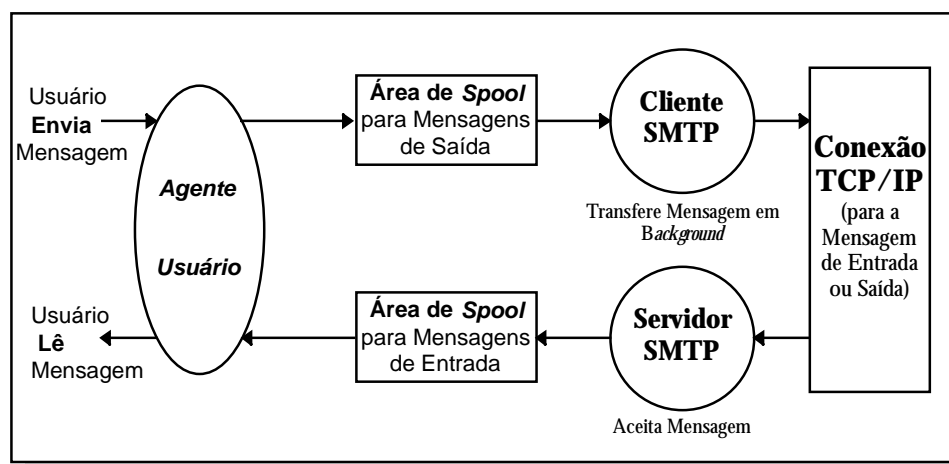 Usuário
Envia
Mensagem
Agente
Usuário
Área de Spool
para Mensagens
de Saída
Cliente
SMTP
Transfere Mensagem em
Background
Conexão
TCP/IP
(para a
Mensagem
de Entrada
ou Saída)
Usuário
Lê
Mensagem
Área de Spool
para Mensagens
de Entrada
Servidor
SMTP
Aceita Mensagem